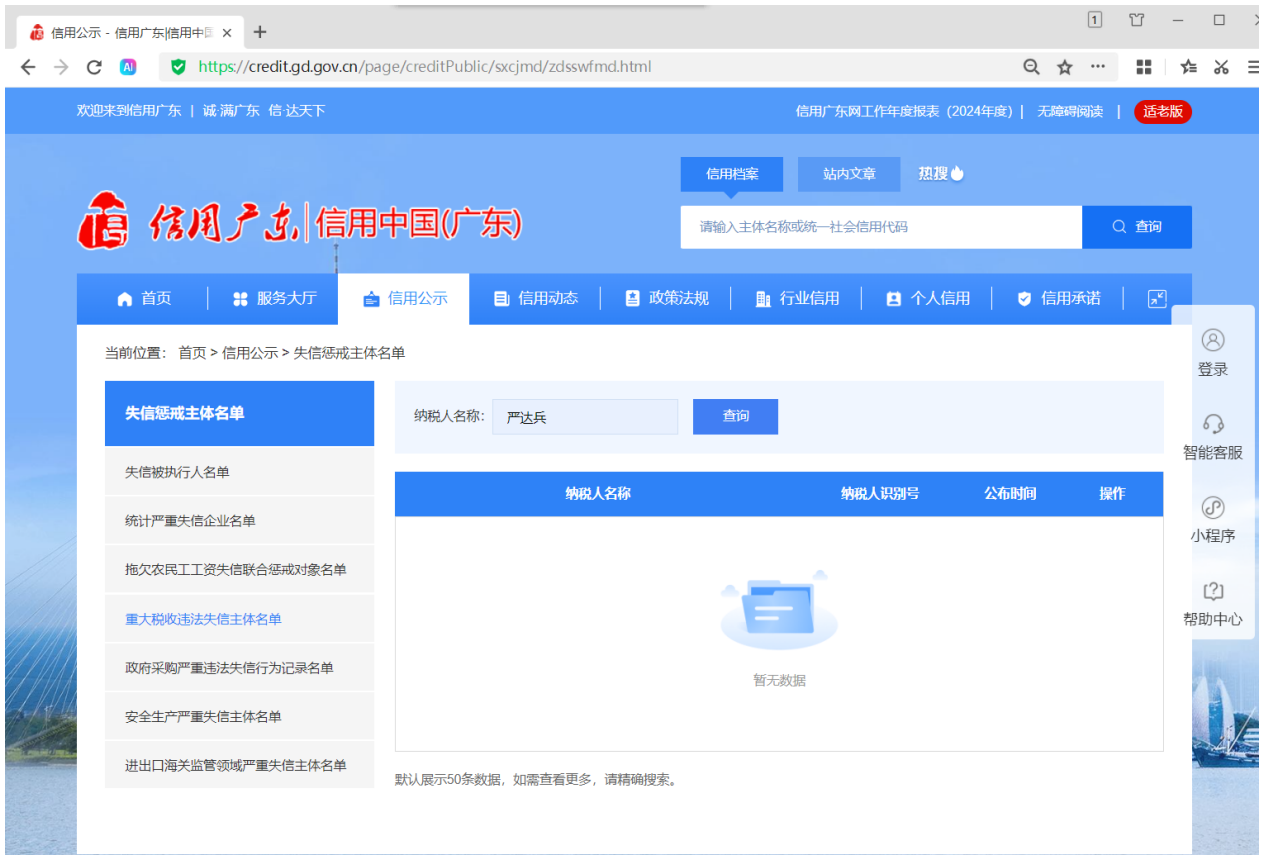 信用公示 - 信用广东|信用中国
1
AI
https://credit.gd.gov.cn/page/creditPublic/sxcjmd/zdsswfmd.html
欢迎来到信用广东 | 诚·满广东 信·达天下
信用广东网工作年度报表（2024年度） | 无障碍阅读 | 适老版
信用档案 站内文章 热搜
信用广东 信用中国(广东)
请输入主体名称或统一社会信用代码 查询
首页 服务大厅 信用公示 信用动态 政策法规 行业信用 个人信用 信用承诺
当前位置： 首页 > 信用公示 > 失信惩戒主体名单
登录
智能客服
小程序
帮助中心
失信惩戒主体名单
失信被执行人名单
统计严重失信企业名单
拖欠农民工工资失信联合惩戒对象名单
重大税收违法失信主体名单
政府采购严重违法失信行为记录名单
安全生产严重失信主体名单
进出口海关监管领域严重失信主体名单
纳税人名称: 严达兵 查询
纳税人名称 纳税人识别号 公布时间 操作
暂无数据
默认展示50条数据，如需查看更多，请精确搜索。